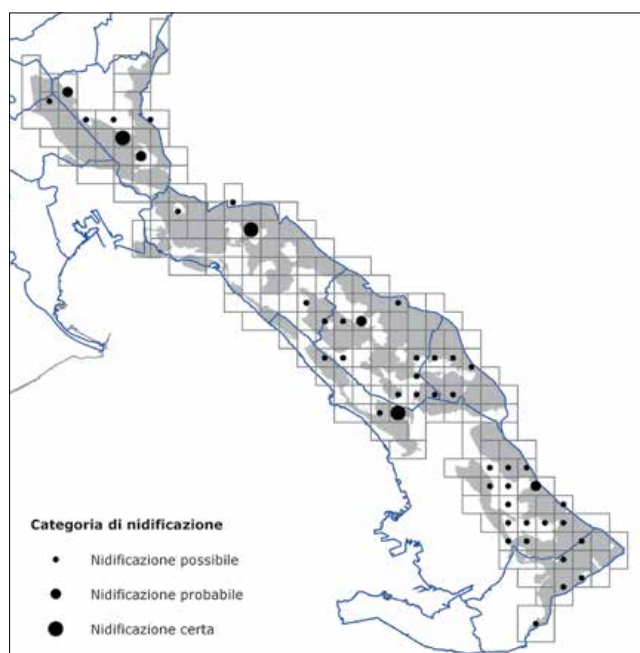 Categoria di nidificazione
Nidificazione possibile
Nidificazione probabile
Nidificazione certa